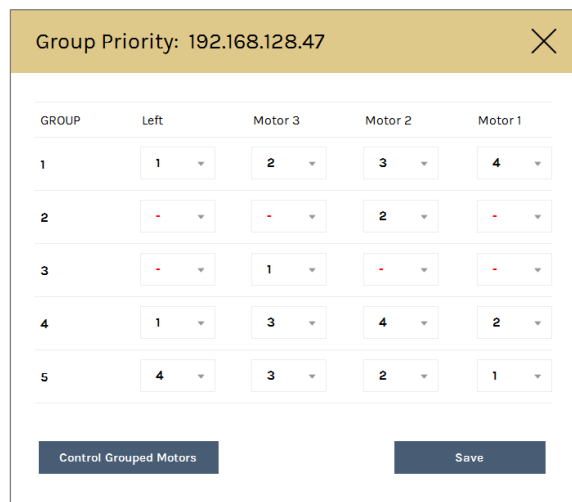 Group Priority: 192.168.128.47
GROUP Left Motor 3 Motor 2 Motor 1
1 1 2 3 4
2 - - 2 -
3 - 1 - -
4 1 3 4 2
5 4 3 2 1
Control Grouped Motors Save